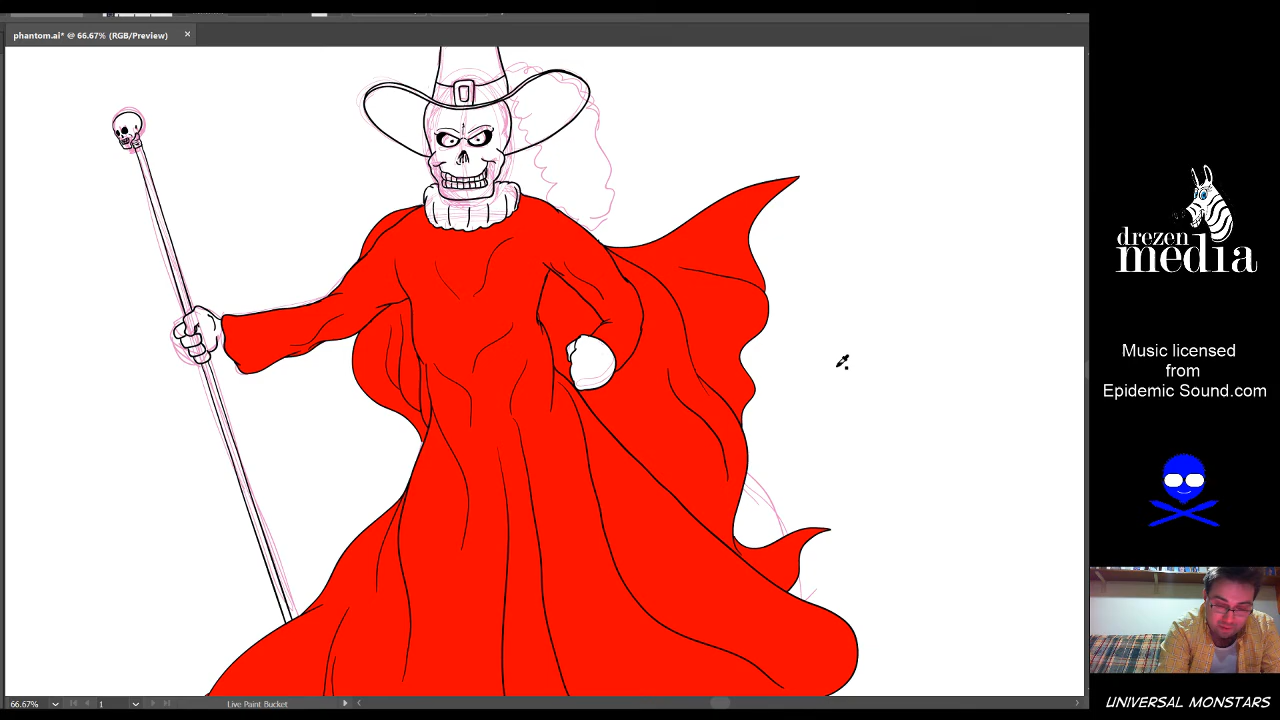 phantom.ai* @ 66.67% (RGB/Preview)
drezen
media
Music licensed
from
Epidemic Sound.com
66.67%
1
Live Paint Bucket
UNIVERSAL MONSTARS